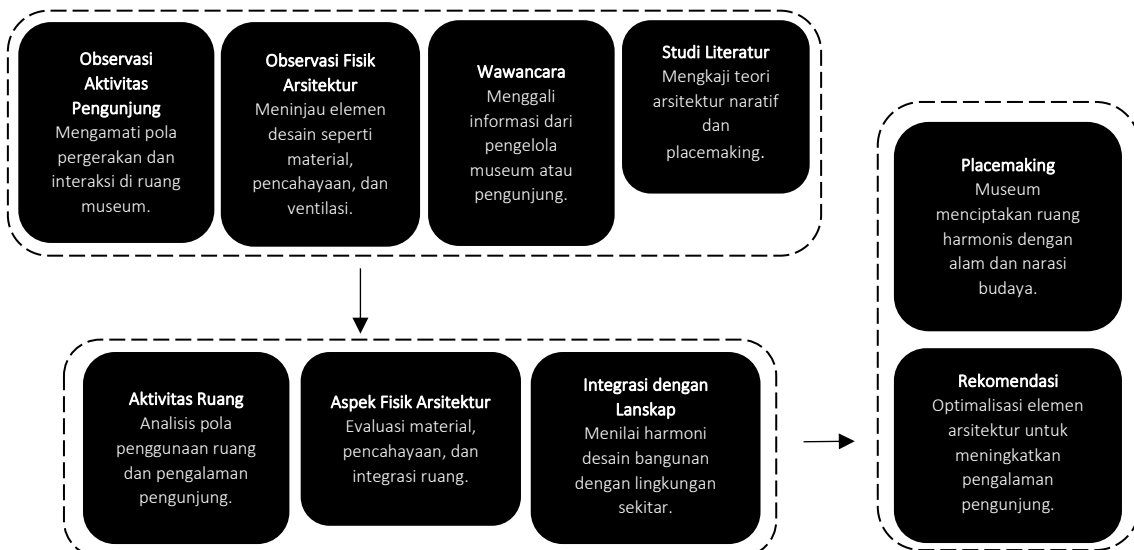 Observasi
Aktivitas
Pengunjung
Mengamati pola
pergerakan dan
interaksi di ruang
museum.
Observasi Fisik
Arsitektur
Meninjau elemen
desain seperti
material,
pencahayaan, dan
ventilasi.
Wawancara
Menggali
informasi dari
pengelola
museum atau
pengunjung.
Studi Literatur
Mengkaji teori
arsitektur naratif
dan
placemaking.
Aktivitas Ruang
Analisis pola
penggunaan ruang
dan pengalaman
pengunjung.
Aspek Fisik Arsitektur
Evaluasi material,
pencahayaan, dan
integrasi ruang.
Integrasi dengan
Lanskap
Menilai harmoni
desain bangunan
dengan lingkungan
sekitar.
Placemaking
Museum
menciptakan ruang
harmonis dengan
alam dan narasi
budaya.
Rekomendasi
Optimalisasi elemen
arsitektur untuk
meningkatkan
pengalaman
pengunjung.